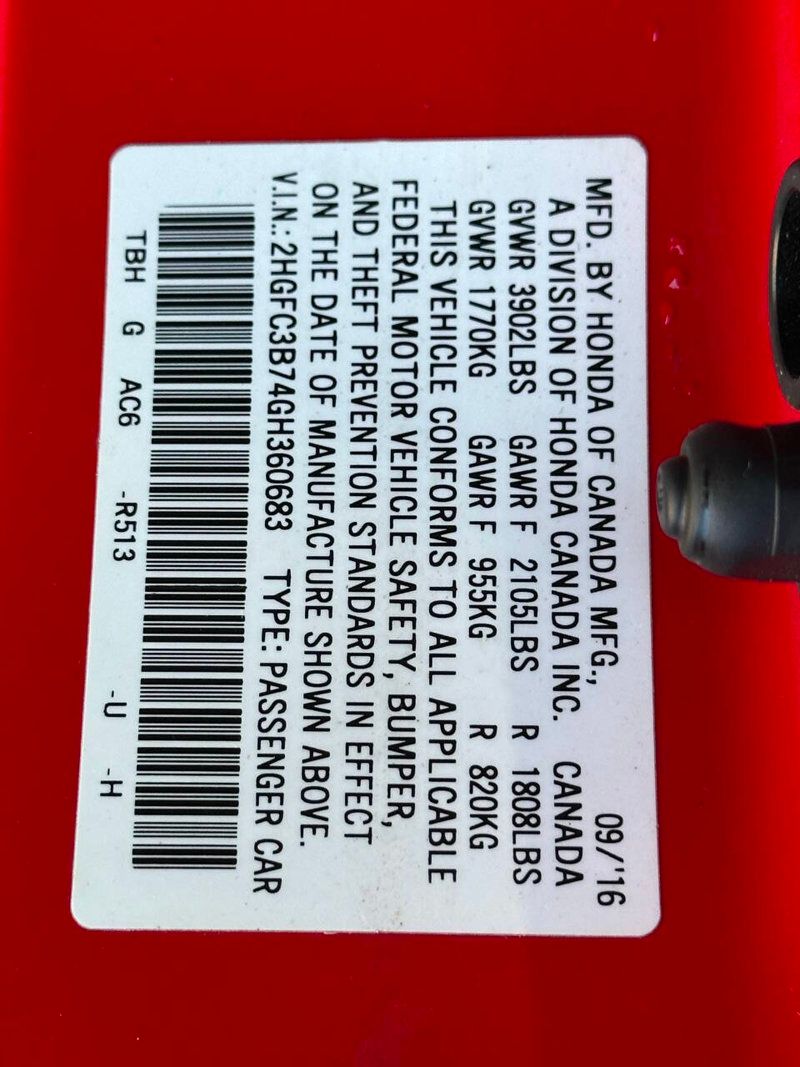 MFD. BY HONDA OF CANADA MFG., 09/'16
A DIVISION OF HONDA CANADA INC. CANADA
GVWR 3902LBS GAWR F 2105LBS R 1808LBS
GVWR 1770KG GAWR F 955KG R 820KG
THIS VEHICLE CONFORMS TO ALL APPLICABLE
FEDERAL MOTOR VEHICLE SAFETY, BUMPER,
AND THEFT PREVENTION STANDARDS IN EFFECT
ON THE DATE OF MANUFACTURE SHOWN ABOVE.
V.I.N.: 2HGFC3B74GH360683 TYPE: PASSENGER CAR
TBH G AC6 -R513 -U -H